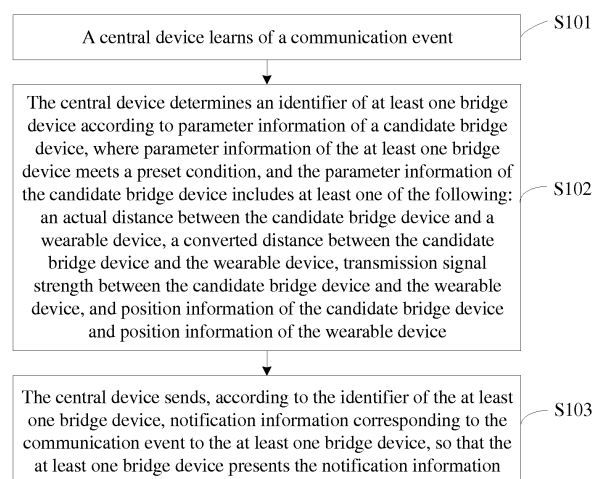 A central device learns of a communication event
S101
The central device determines an identifier of at least one bridge
device according to parameter information of a candidate bridge
device, where parameter information of the at least one bridge
device meets a preset condition, and the parameter information of
the candidate bridge device includes at least one of the following:
an actual distance between the candidate bridge device and a
wearable device, a converted distance between the candidate
bridge device and the wearable device, transmission signal
strength between the candidate bridge device and the wearable
device, and position information of the candidate bridge device
and position information of the wearable device
S102
The central device sends, according to the identifier of the at least
one bridge device, notification information corresponding to the
communication event to the at least one bridge device, so that the
at least one bridge device presents the notification information
S103